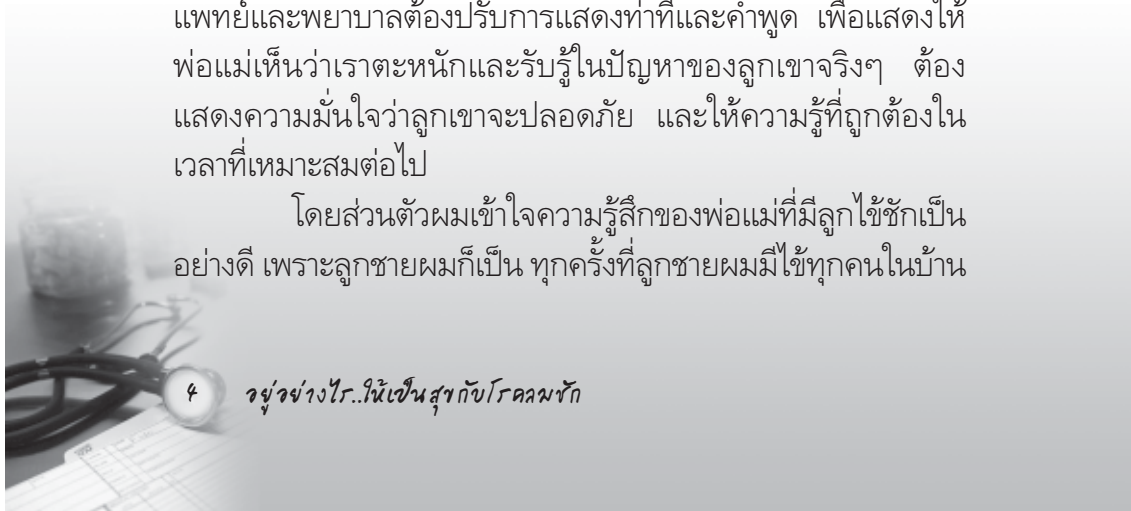 แพทย์และพยาบาลต้องปรับการแสดงท่าทีและคำพูด เพื่อแสดงให้
พ่อแม่เห็นว่าเราตะหนักและรับรู้ในปัญหาของลูกเขาจริงๆ ต้อง
แสดงความมั่นใจว่าลูกเขาจะปลอดภัย และให้ความรู้ที่ถูกต้องใน
เวลาที่เหมาะสมต่อไป
โดยส่วนตัวผมเข้าใจความรู้สึกของพ่อแม่ที่มีลูกไข้ชักเป็น
อย่างดี เพราะลูกชายผมก็เป็น ทุกครั้งที่ลูกชายผมมีไข้ทุกคนในบ้าน
4 อยู่อย่างไร..ให้เป็นสุขกับโรคลมชัก